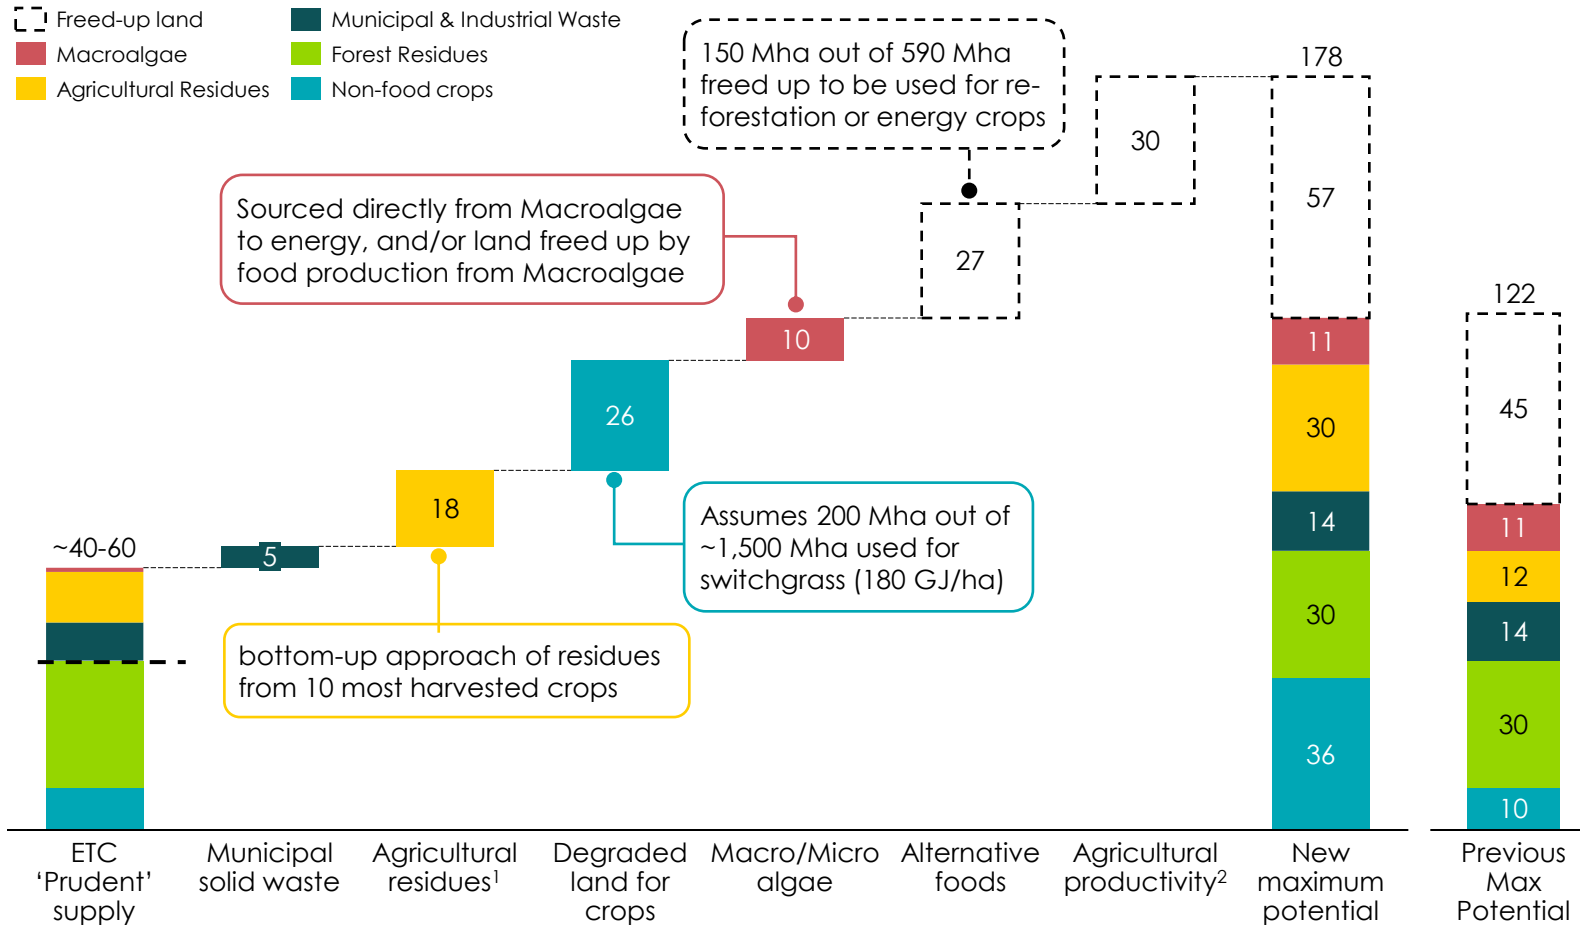 Freed-up land
Macroalgae
Agricultural Residues
Municipal & Industrial Waste
Forest Residues
Non-food crops
150 Mha out of 590 Mha
freed up to be used for re-
forestation or energy crops
Sourced directly from Macroalgae
to energy, and/or land freed up by
food production from Macroalgae
Assumes 200 Mha out of
~1,500 Mha used for
switchgrass (180 GJ/ha)
bottom-up approach of residues
from 10 most harvested crops
~40-60
5
18
26
10
27
30
178
57
11
30
14
30
36
122
45
11
12
14
30
10
ETC
‘Prudent’
supply
Municipal
solid waste
Agricultural
residues¹
Degraded
land for
crops
Macro/Micro
algae
Alternative
foods
Agricultural
productivity²
New
maximum
potential
Previous
Max
Potential